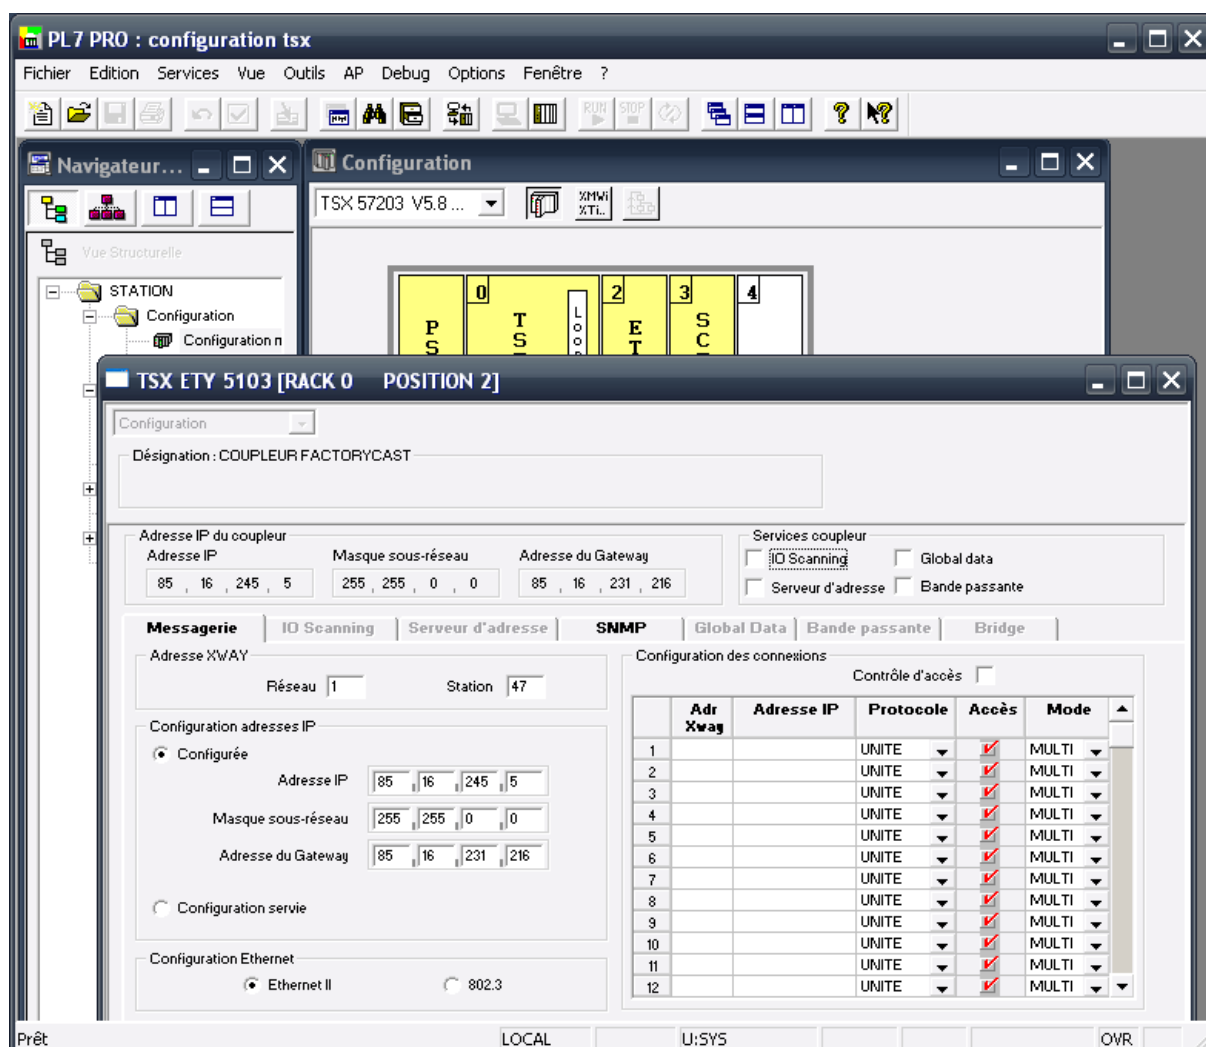 PL7 PRO : configuration tsx
Fichier Edition Services Vue Outils AP Debug Options Fenêtre ?
RUN STOP
Navigateur...
Configuration
TSX 57203 V5.8 ...
%MWi
%Ti..
Vue Structurelle
STATION
Configuration
Configuration n
0 2 3 4
P T L E S
S S O T C
TSX ETY 5103 [RACK 0 POSITION 2]
Configuration
Désignation : COUPLEUR FACTORYCAST
Adresse IP du coupleur
Adresse IP Masque sous-réseau Adresse du Gateway
85 , 16 , 245 , 5 255 , 255 , 0 , 0 85 , 16 , 231 , 216
Services coupleur
IO Scanning Global data
Serveur d'adresse Bande passante
Messagerie IO Scanning Serveur d'adresse SNMP Global Data Bande passante Bridge
Adresse XWAY
Réseau 1 Station 47
Configuration adresses IP
Configurée
Adresse IP 85 , 16 , 245 , 5
Masque sous-réseau 255 , 255 , 0 , 0
Adresse du Gateway 85 , 16 , 231 , 216
Configuration servie
Configuration Ethernet
Ethernet II 802.3
Configuration des connexions
Contrôle d'accès
Adr Xway Adresse IP Protocole Accès Mode
1 UNITE MULTI
2 UNITE MULTI
3 UNITE MULTI
4 UNITE MULTI
5 UNITE MULTI
6 UNITE MULTI
7 UNITE MULTI
8 UNITE MULTI
9 UNITE MULTI
10 UNITE MULTI
11 UNITE MULTI
12 UNITE MULTI
Prêt LOCAL U:SYS OVR